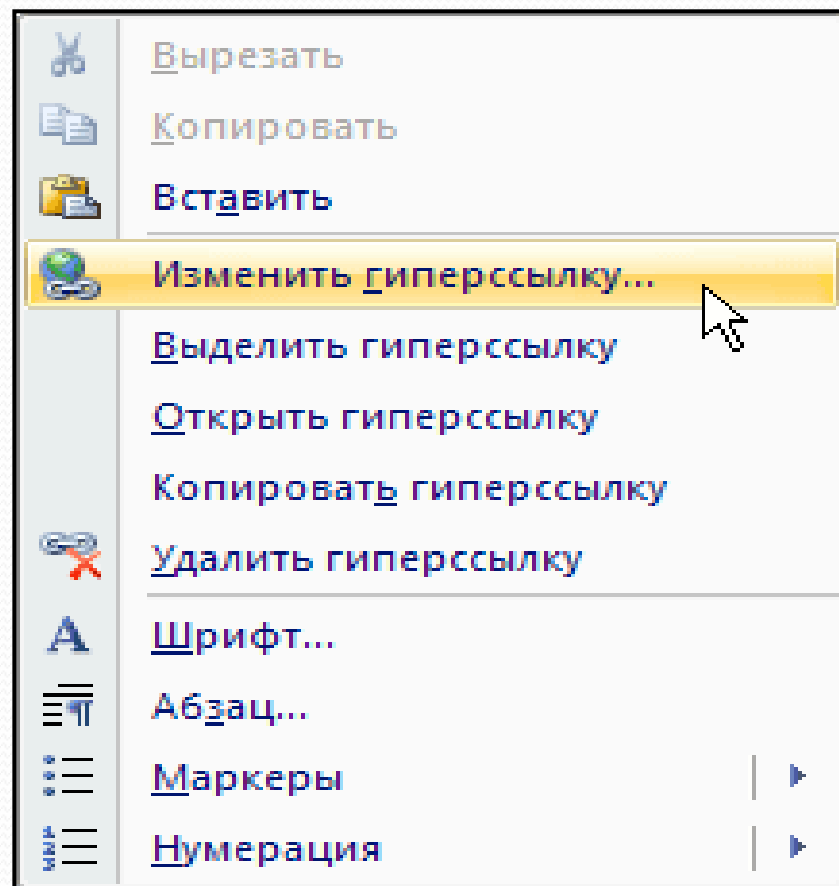 Вырезать
Копировать
Вставить
Изменить гиперссылку...
Выделить гиперссылку
Открыть гиперссылку
Копировать гиперссылку
Удалить гиперссылку
Шрифт...
Абзац...
Маркеры
Нумерация